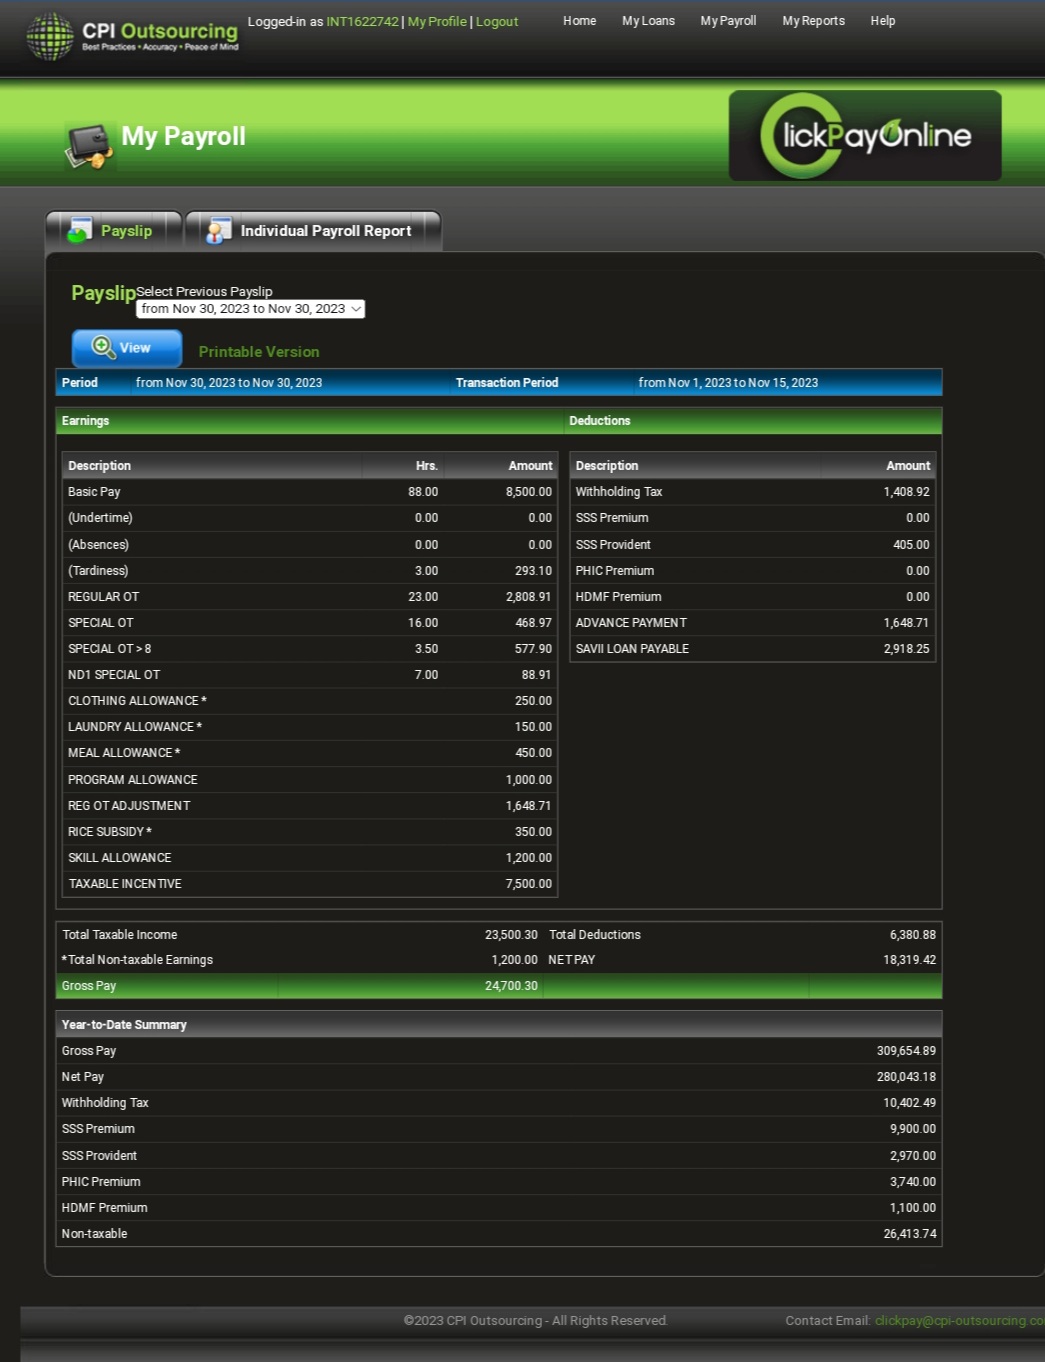 CPI Outsourcing
Best Practices • Accuracy • Peace of Mind
Logged-in as INT1622742 | My Profile | Logout
Home My Loans My Payroll My Reports Help
My Payroll
ClickPayOnline
Payslip Individual Payroll Report
Payslip Select Previous Payslip
from Nov 30, 2023 to Nov 30, 2023
View Printable Version
Period from Nov 30, 2023 to Nov 30, 2023 Transaction Period from Nov 1, 2023 to Nov 15, 2023
Earnings Deductions
Description Hrs. Amount Description Amount
Basic Pay 88.00 8,500.00 Withholding Tax 1,408.92
(Undertime) 0.00 0.00 SSS Premium 0.00
(Absences) 0.00 0.00 SSS Provident 405.00
(Tardiness) 3.00 293.10 PHIC Premium 0.00
REGULAR OT 23.00 2,808.91 HDMF Premium 0.00
SPECIAL OT 16.00 468.97 ADVANCE PAYMENT 1,648.71
SPECIAL OT > 8 3.50 577.90 SAVII LOAN PAYABLE 2,918.25
ND1 SPECIAL OT 7.00 88.91
CLOTHING ALLOWANCE * 250.00
LAUNDRY ALLOWANCE * 150.00
MEAL ALLOWANCE * 450.00
PROGRAM ALLOWANCE 1,000.00
REG OT ADJUSTMENT 1,648.71
RICE SUBSIDY * 350.00
SKILL ALLOWANCE 1,200.00
TAXABLE INCENTIVE 7,500.00
Total Taxable Income 23,500.30 Total Deductions 6,380.88
*Total Non-taxable Earnings 1,200.00 NET PAY 18,319.42
Gross Pay 24,700.30
Year-to-Date Summary
Gross Pay 309,654.89
Net Pay 280,043.18
Withholding Tax 10,402.49
SSS Premium 9,900.00
SSS Provident 2,970.00
PHIC Premium 3,740.00
HDMF Premium 1,100.00
Non-taxable 26,413.74
©2023 CPI Outsourcing - All Rights Reserved. Contact Email: clickpay@cpi-outsourcing.co